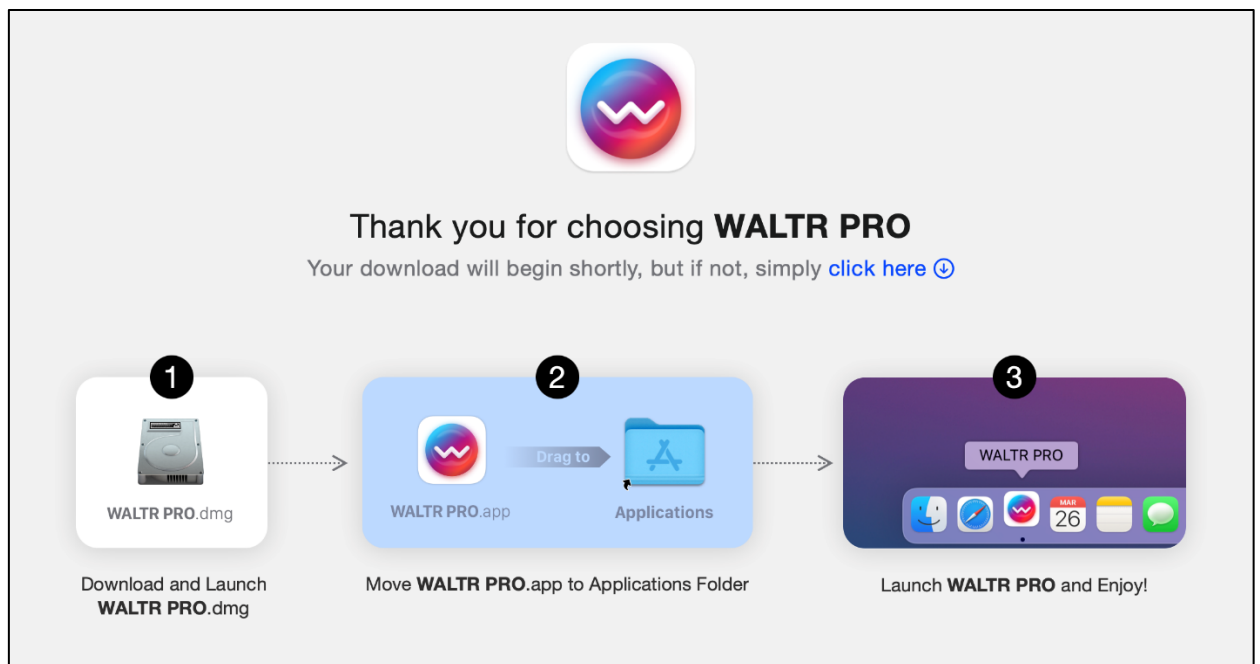 Thank you for choosing WALTR PRO
Your download will begin shortly, but if not, simply click here
1
WALTR PRO.dmg
Download and Launch
WALTR PRO.dmg
2
Drag to
WALTR PRO.app
Applications
Move WALTR PRO.app to Applications Folder
3
WALTR PRO
MAR
26
Launch WALTR PRO and Enjoy!